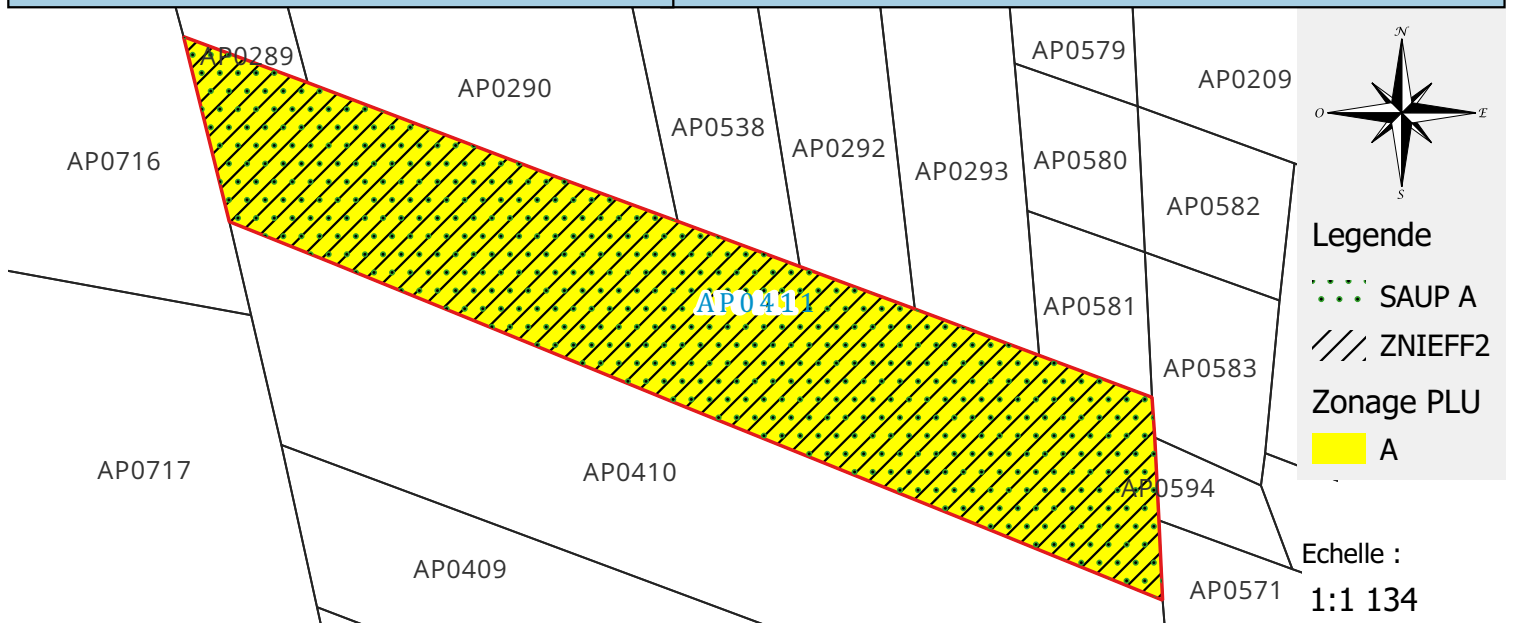 N
O
E
S
AP0289
AP0290
AP0579
AP0209
AP0538
AP0292
AP0716
AP0293
AP0580
AP0582
Legende
SAUP A
ZNIEFF2
Zonage PLU
A
AP0411
AP0581
AP0583
AP0717
AP0410
AP0594
AP0409
AP0571
Echelle :
1:1 134